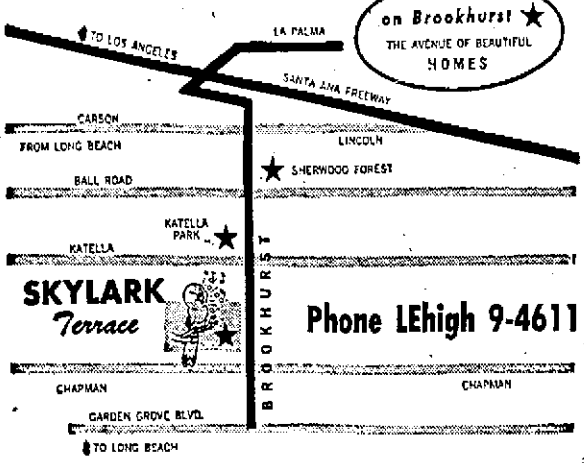 on Brookhurst
THE AVENUE OF BEAUTIFUL
HOMES
LA PALMA
TO LOS ANGELES
SANTA ANA FREEWAY
CARSON
LINCOLN
FROM LONG BEACH
SHERWOOD FOREST
BALL ROAD
KATELLA
PARK
KATELLA
BROOKHURST
SKYLARK
Terrace
Phone LEhigh 9-4611
CHAPMAN
CHAPMAN
GARDEN GROVE BLVD.
TO LONG BEACH